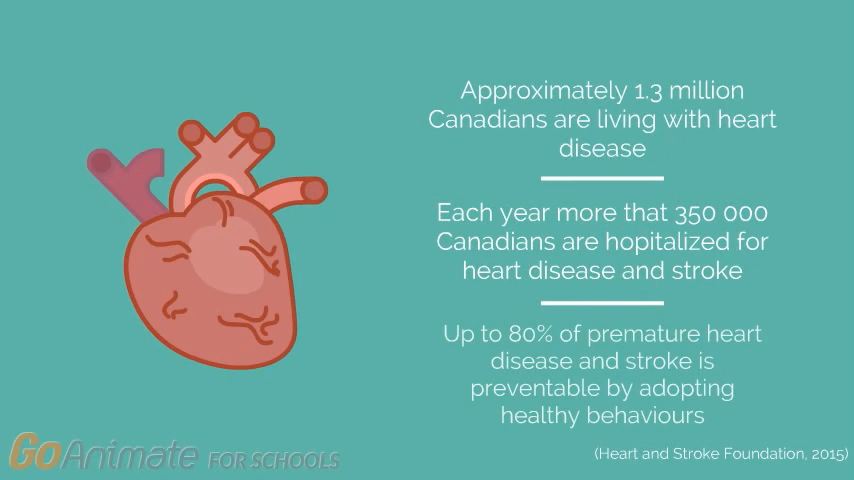 Approximately 1.3 million
Canadians are living with heart
disease
Each year more that 350 000
Canadians are hopitalized for
heart disease and stroke
Up to 80% of premature heart
disease and stroke is
preventable by adopting
healthy behaviours
(Heart and Stroke Foundation, 2015)
GoAnimate FOR SCHOOLS